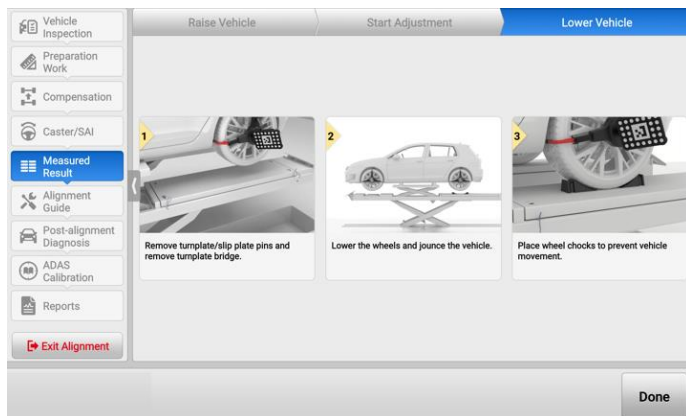 Vehicle
Inspection
Preparation
Work
Compensation
Caster/SAI
Measured
Result
Alignment
Guide
Post-alignment
Diagnosis
ADAS
Calibration
Reports
Exit Alignment
Raise Vehicle
Start Adjustment
Lower Vehicle
1
Remove turnplate/slip plate pins and
remove turnplate bridge.
2
Lower the wheels and jounce the vehicle.
3
Place wheel chocks to prevent vehicle
movement.
Done